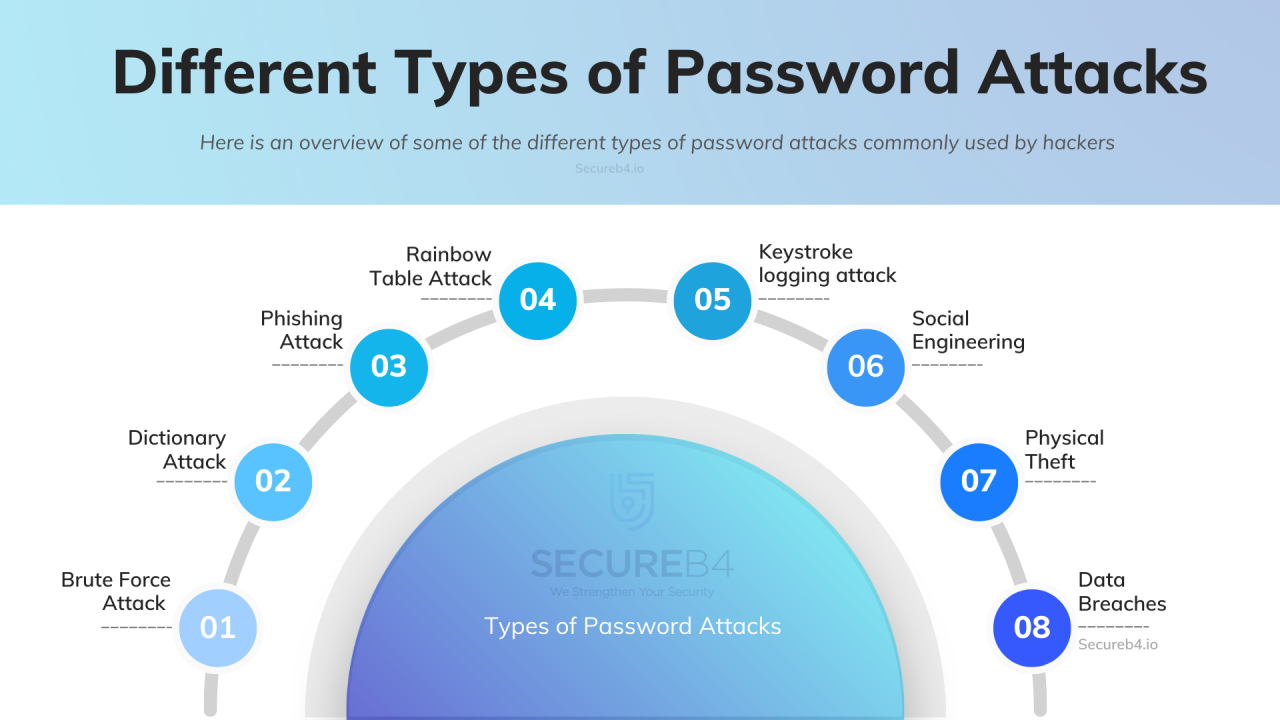 Different Types of Password Attacks
Here is an overview of some of the different types of password attacks commonly used by hackers
Secureb4.io
Brute Force
Attack
01
Dictionary
Attack
02
Phishing
Attack
03
Rainbow
Table Attack
04
05
Keystroke
logging attack
06
Social
Engineering
07
Physical
Theft
08
Data
Breaches
Secureb4.io
SECUREB4
We Strengthen Your Security
Types of Password Attacks